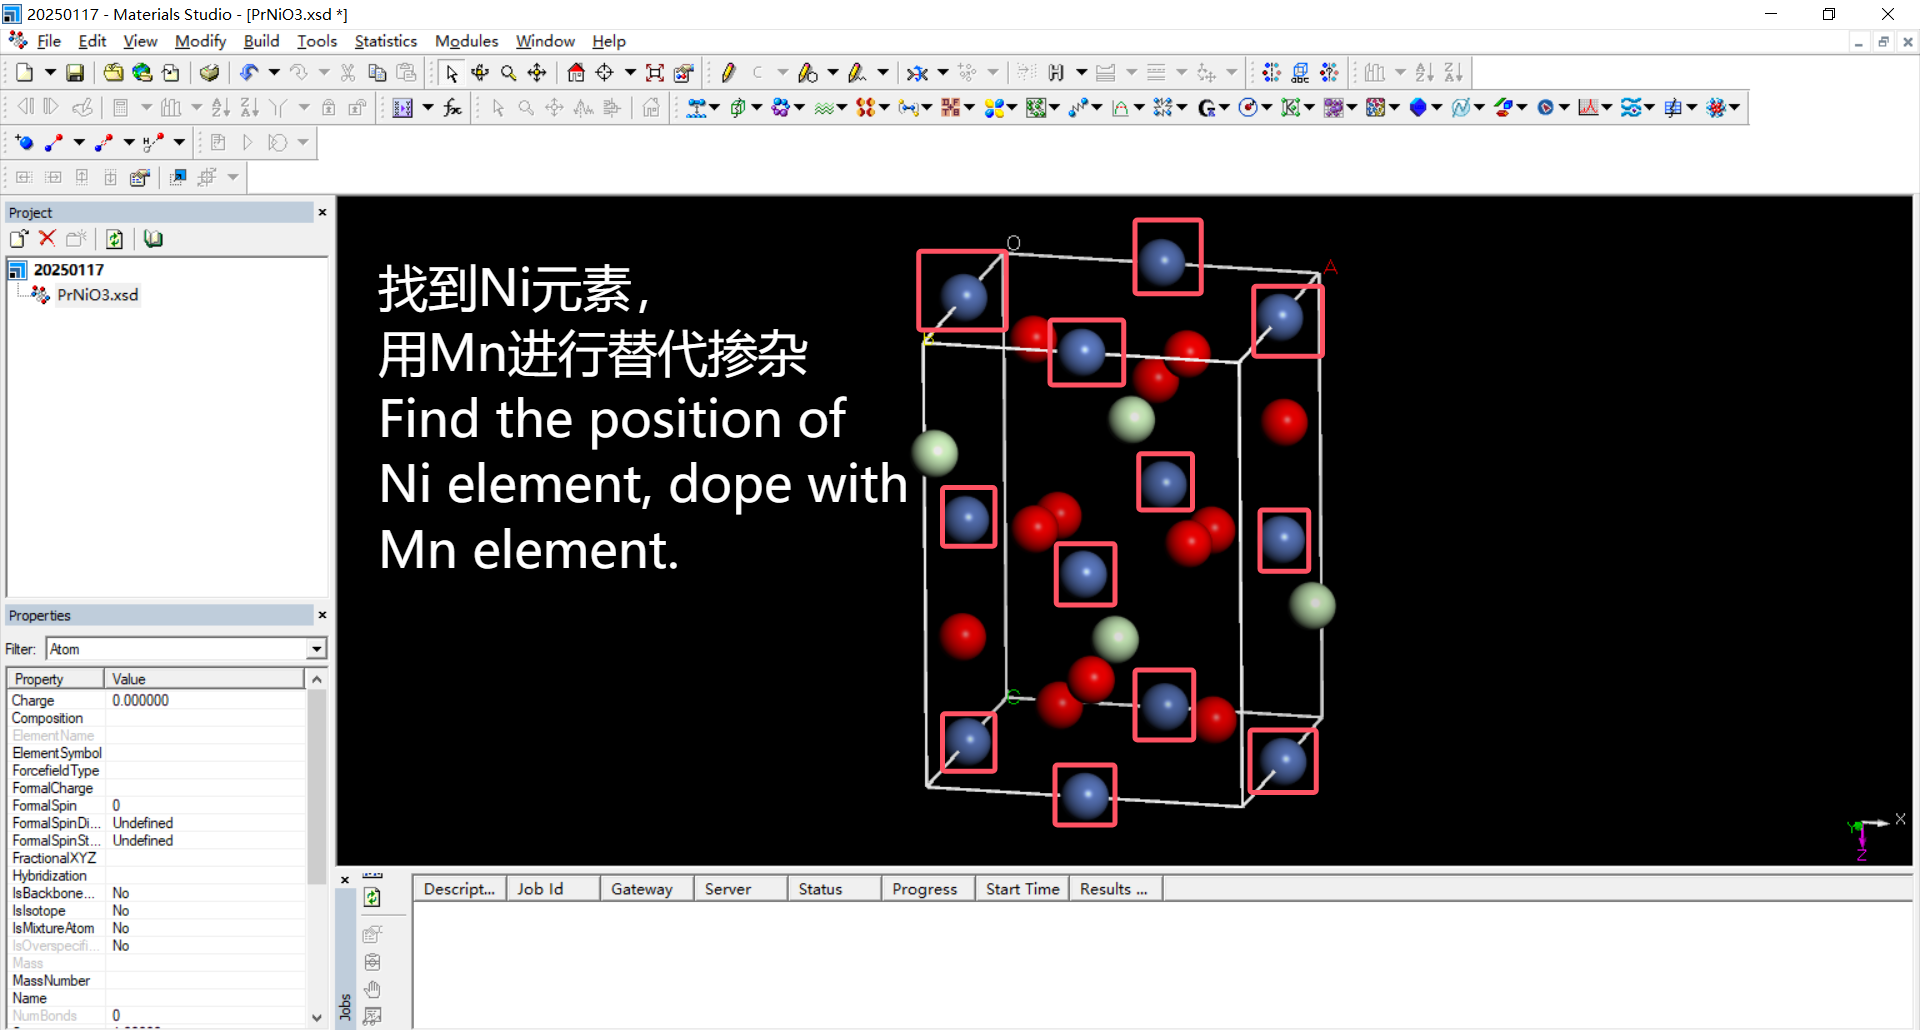 20250117 - Materials Studio - [PrNiO3.xsd *]
File Edit View Modify Build Tools Statistics Modules Window Help
Project
20250117
PrNiO3.xsd
找到Ni元素，
用Mn进行替代掺杂
Find the position of
Ni element, dope with
Mn element.
O
A
B
C
Properties
Filter: Atom
Property Value
Charge 0.000000
Composition
ElementName
ElementSymbol
ForcefieldType
FormalCharge
FormalSpin 0
FormalSpinDi... Undefined
FormalSpinSt... Undefined
FractionalXYZ
Hybridization
IsBackbone... No
IsIsotope No
IsMixtureAtom No
IsOverspecifi... No
Mass
MassNumber
Name
NumBonds 0
X
Y
Z
Jobs
Descript... Job Id Gateway Server Status Progress Start Time Results ...